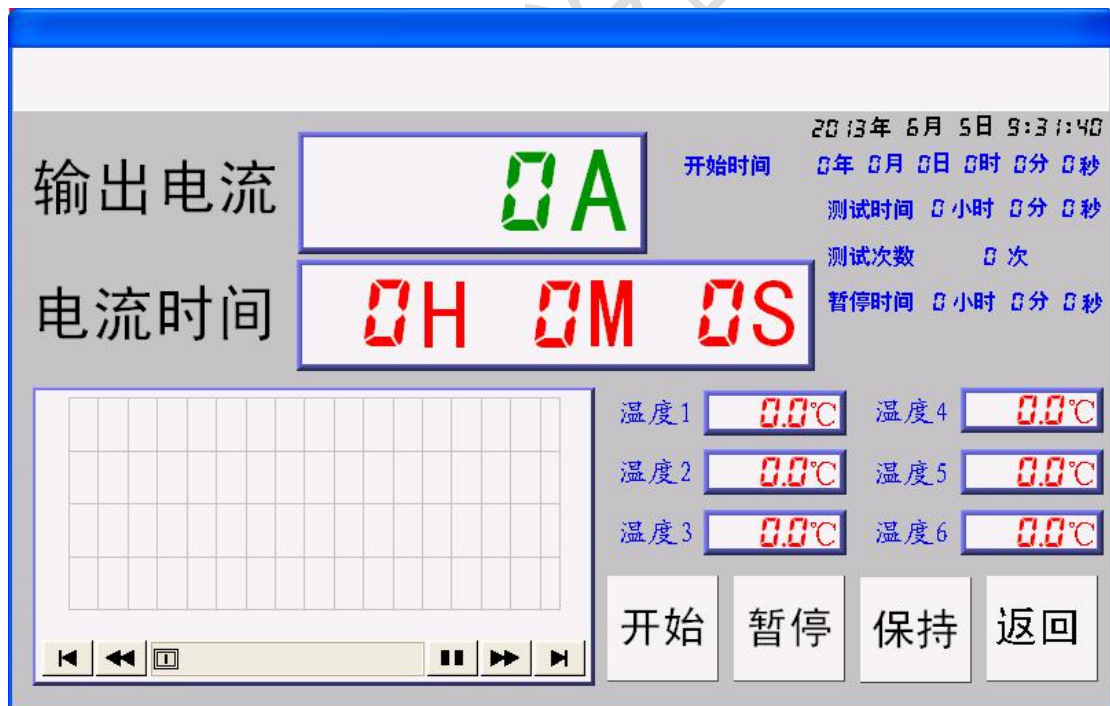 2013年 6月 5日 9:31:40
输出电流 0A
开始时间 0年 0月 0日 0时 0分 0秒
测试时间 0小时 0分 0秒
测试次数 0次
电流时间 0H 0M 0S
暂停时间 0小时 0分 0秒
温度1 0.0℃ 温度4 0.0℃
温度2 0.0℃ 温度5 0.0℃
温度3 0.0℃ 温度6 0.0℃
开始 暂停 保持 返回